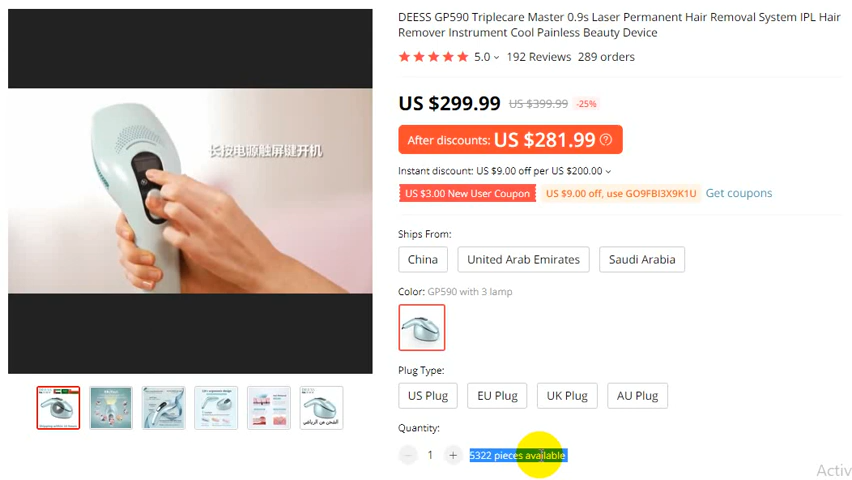 DEESS GP590 Triplecare Master 0.9s Laser Permanent Hair Removal System IPL Hair
Remover Instrument Cool Painless Beauty Device
5.0 192 Reviews 289 orders
US $299.99 US $399.99 -25%
After discounts: US $281.99
Instant discount: US $9.00 off per US $200.00
US $3.00 New User Coupon US $9.00 off, use GO9FBI3X9K1U Get coupons
长按电源触屏键开机
Ships From:
China United Arab Emirates Saudi Arabia
Color: GP590 with 3 lamp
Plug Type:
US Plug EU Plug UK Plug AU Plug
Quantity:
1 5322 pieces available
Activ